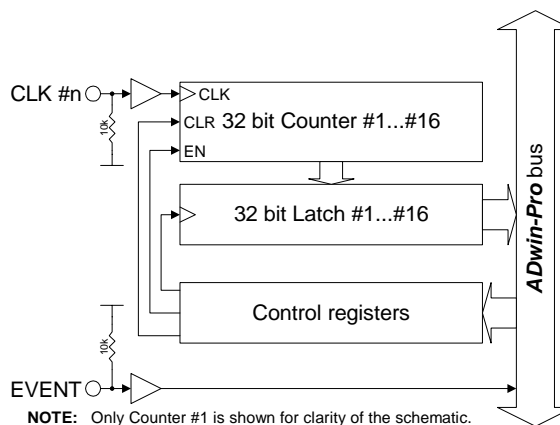 CLK #n
10k
CLK
CLR
EN
32 bit Counter #1...#16
32 bit Latch #1...#16
Control registers
10k
EVENT
ADwin-Pro bus
NOTE: Only Counter #1 is shown for clarity of the schematic.